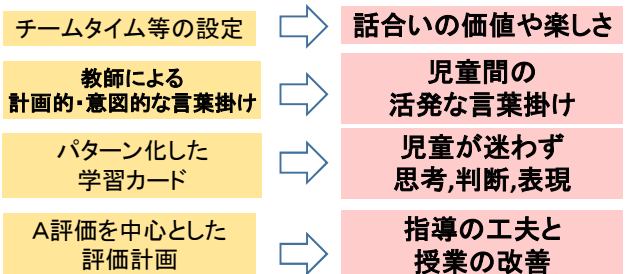 チームタイム等の設定
話合いの価値や楽しさ
教師による
計画的・意図的な言葉掛け
児童間の
活発な言葉掛け
パターン化した
学習カード
児童が迷わず
思考,判断,表現
A評価を中心とした
評価計画
指導の工夫と
授業の改善